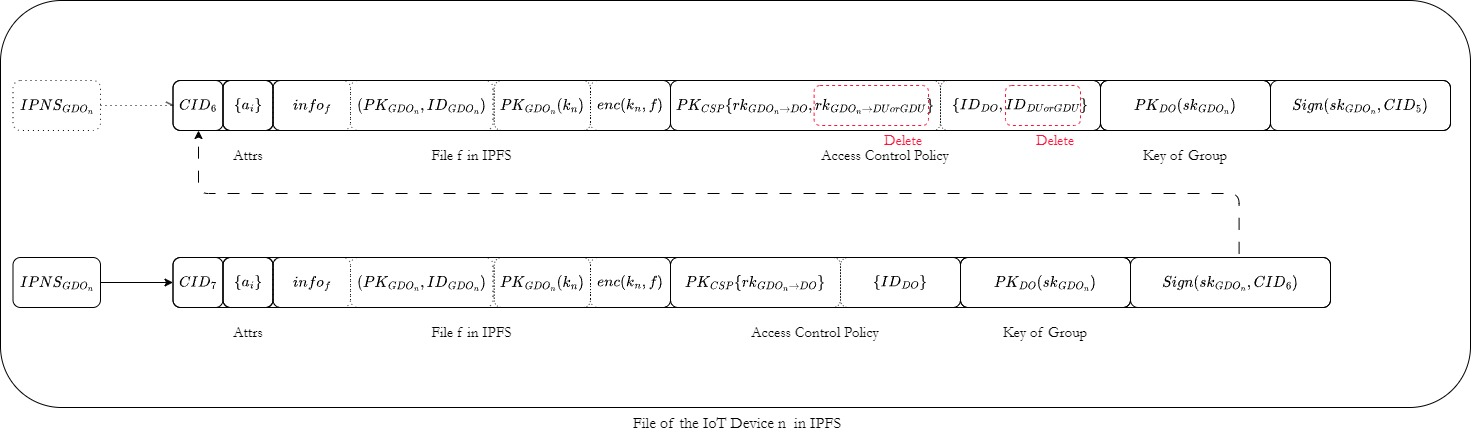 IPNS_{GDO_n} CID_6 {a_i} info_f (PK_{GDO_n}, ID_{GDO_n}) PK_{GDO_n}(k_n) enc(k_n, f) PK_{CSP}{rk_{GDO_n→DO}, rk_{GDO_n→DUorGDU}} {ID_{DO}, ID_{DUorGDU}} PK_{DO}(sk_{GDO_n}) Sign(sk_{GDO_n}, CID_5)
Delete Delete
Attrs File f in IPFS Access Control Policy Key of Group
IPNS_{GDO_n} CID_7 {a_i} info_f (PK_{GDO_n}, ID_{GDO_n}) PK_{GDO_n}(k_n) enc(k_n, f) PK_{CSP}{rk_{GDO_n→DO}} {ID_{DO}} PK_{DO}(sk_{GDO_n}) Sign(sk_{GDO_n}, CID_6)
Attrs File f in IPFS Access Control Policy Key of Group
File of the IoT Device n in IPFS